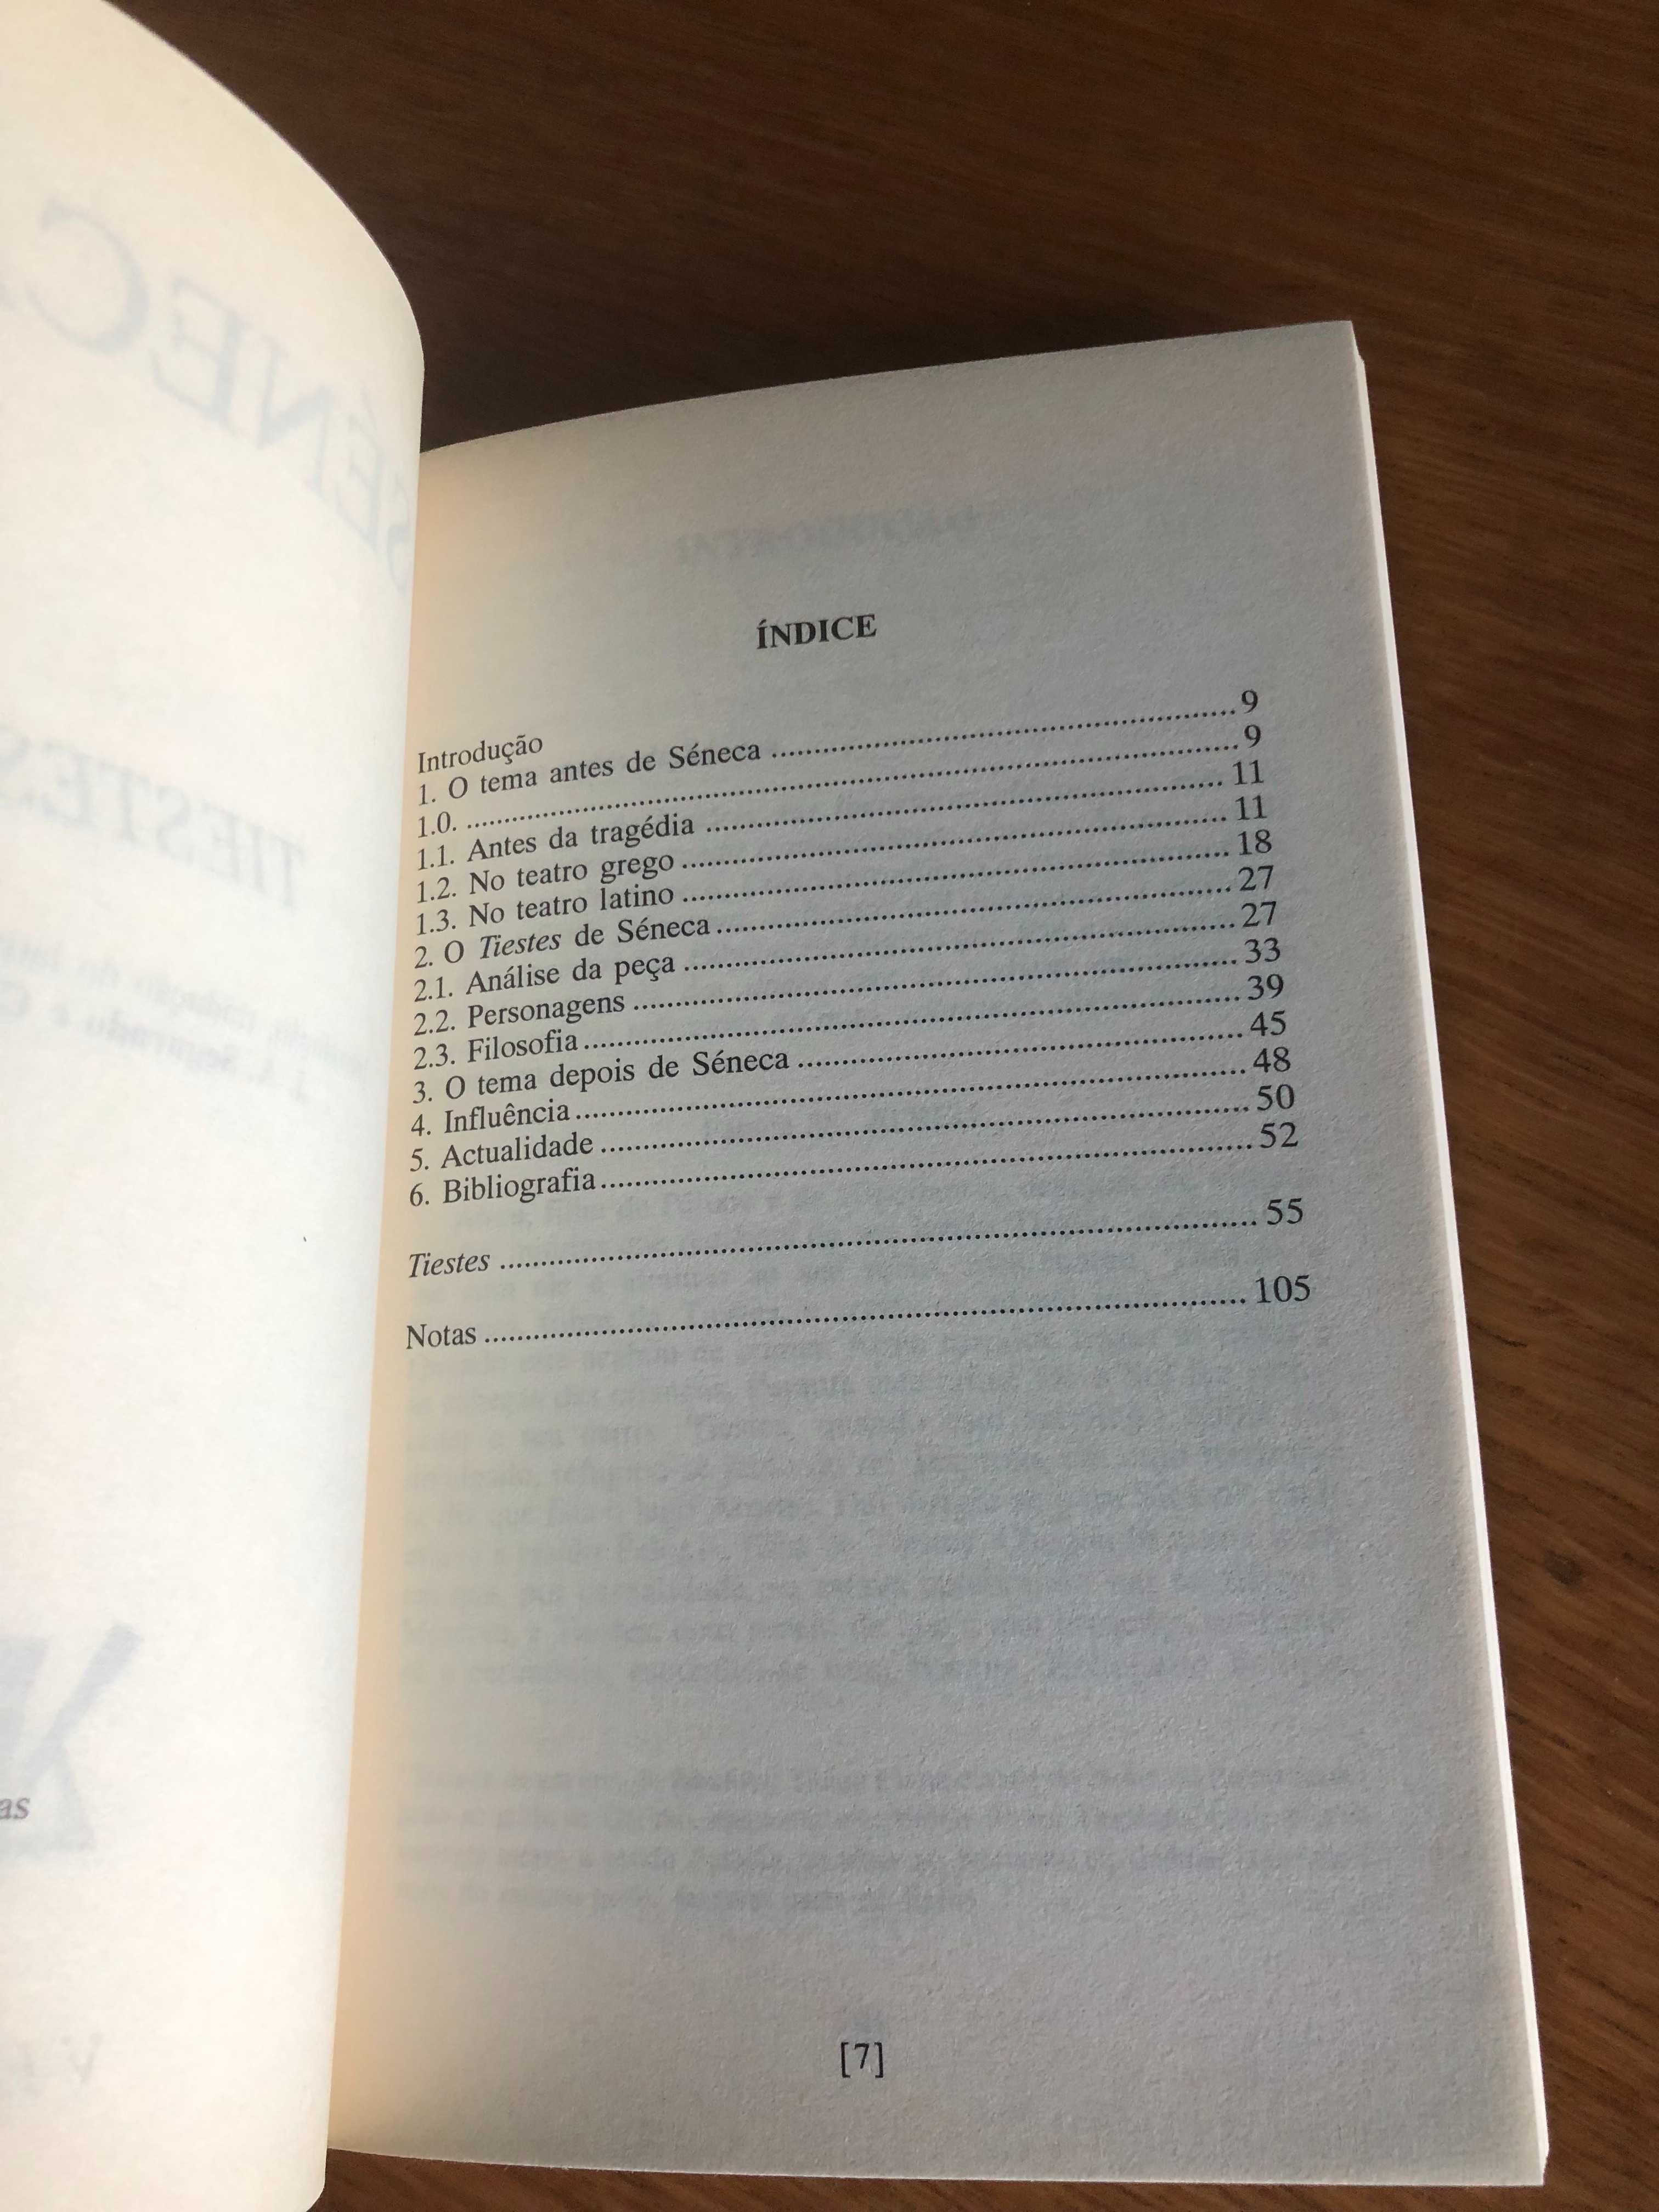 ÍNDICE
Introdução
1. O tema antes de Séneca ........................................ 9
1.0. ........................................ 9
1.1. Antes da tragédia ........................................ 11
1.2. No teatro grego ........................................ 11
1.3. No teatro latino ........................................ 18
2. O Tiestes de Séneca ........................................ 27
2.1. Análise da peça ........................................ 27
2.2. Personagens ........................................ 33
2.3. Filosofia ........................................ 39
3. O tema depois de Séneca ........................................ 45
4. Influência ........................................ 48
5. Actualidade ........................................ 50
6. Bibliografia ........................................ 52
Tiestes ........................................ 55
Notas ........................................ 105
[7]
as